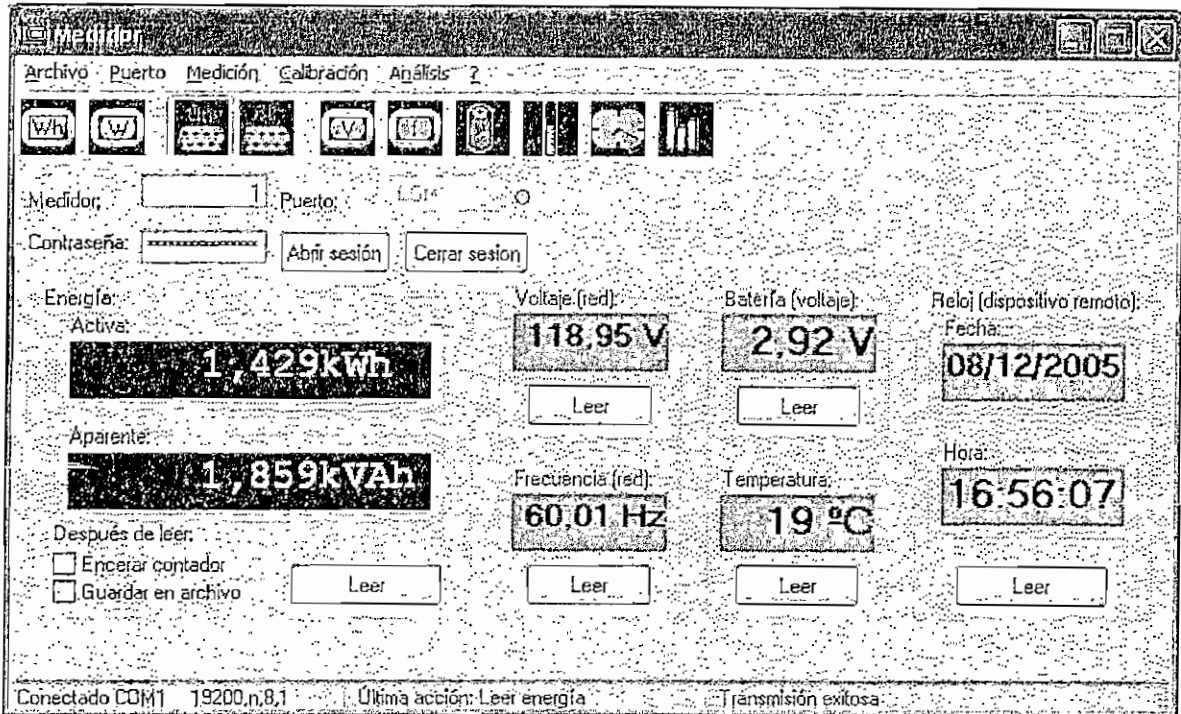 Medidor
Archivo Puerto Medición Calibración Análisis ?
Wh W
Medidor: 1 Puerto:
Contraseña: ************** Abrir sesión Cerrar sesion
Energía: Voltaje (red): Batería (voltaje): Reloj (dispositivo remoto):
Activa: 118,95 V 2,92 V Fecha:
1,429kWh 08/12/2005
Leer Leer
Aparente: Hora:
1,859kVAh Frecuencia (red): Temperatura: 16:56:07
60,01 Hz 19 ºC
Después de leer:
Encerar contador
Guardar en archivo Leer Leer Leer Leer
Conectado COM1 19200,n,8,1 Última acción: Leer energía Transmisión exitosa